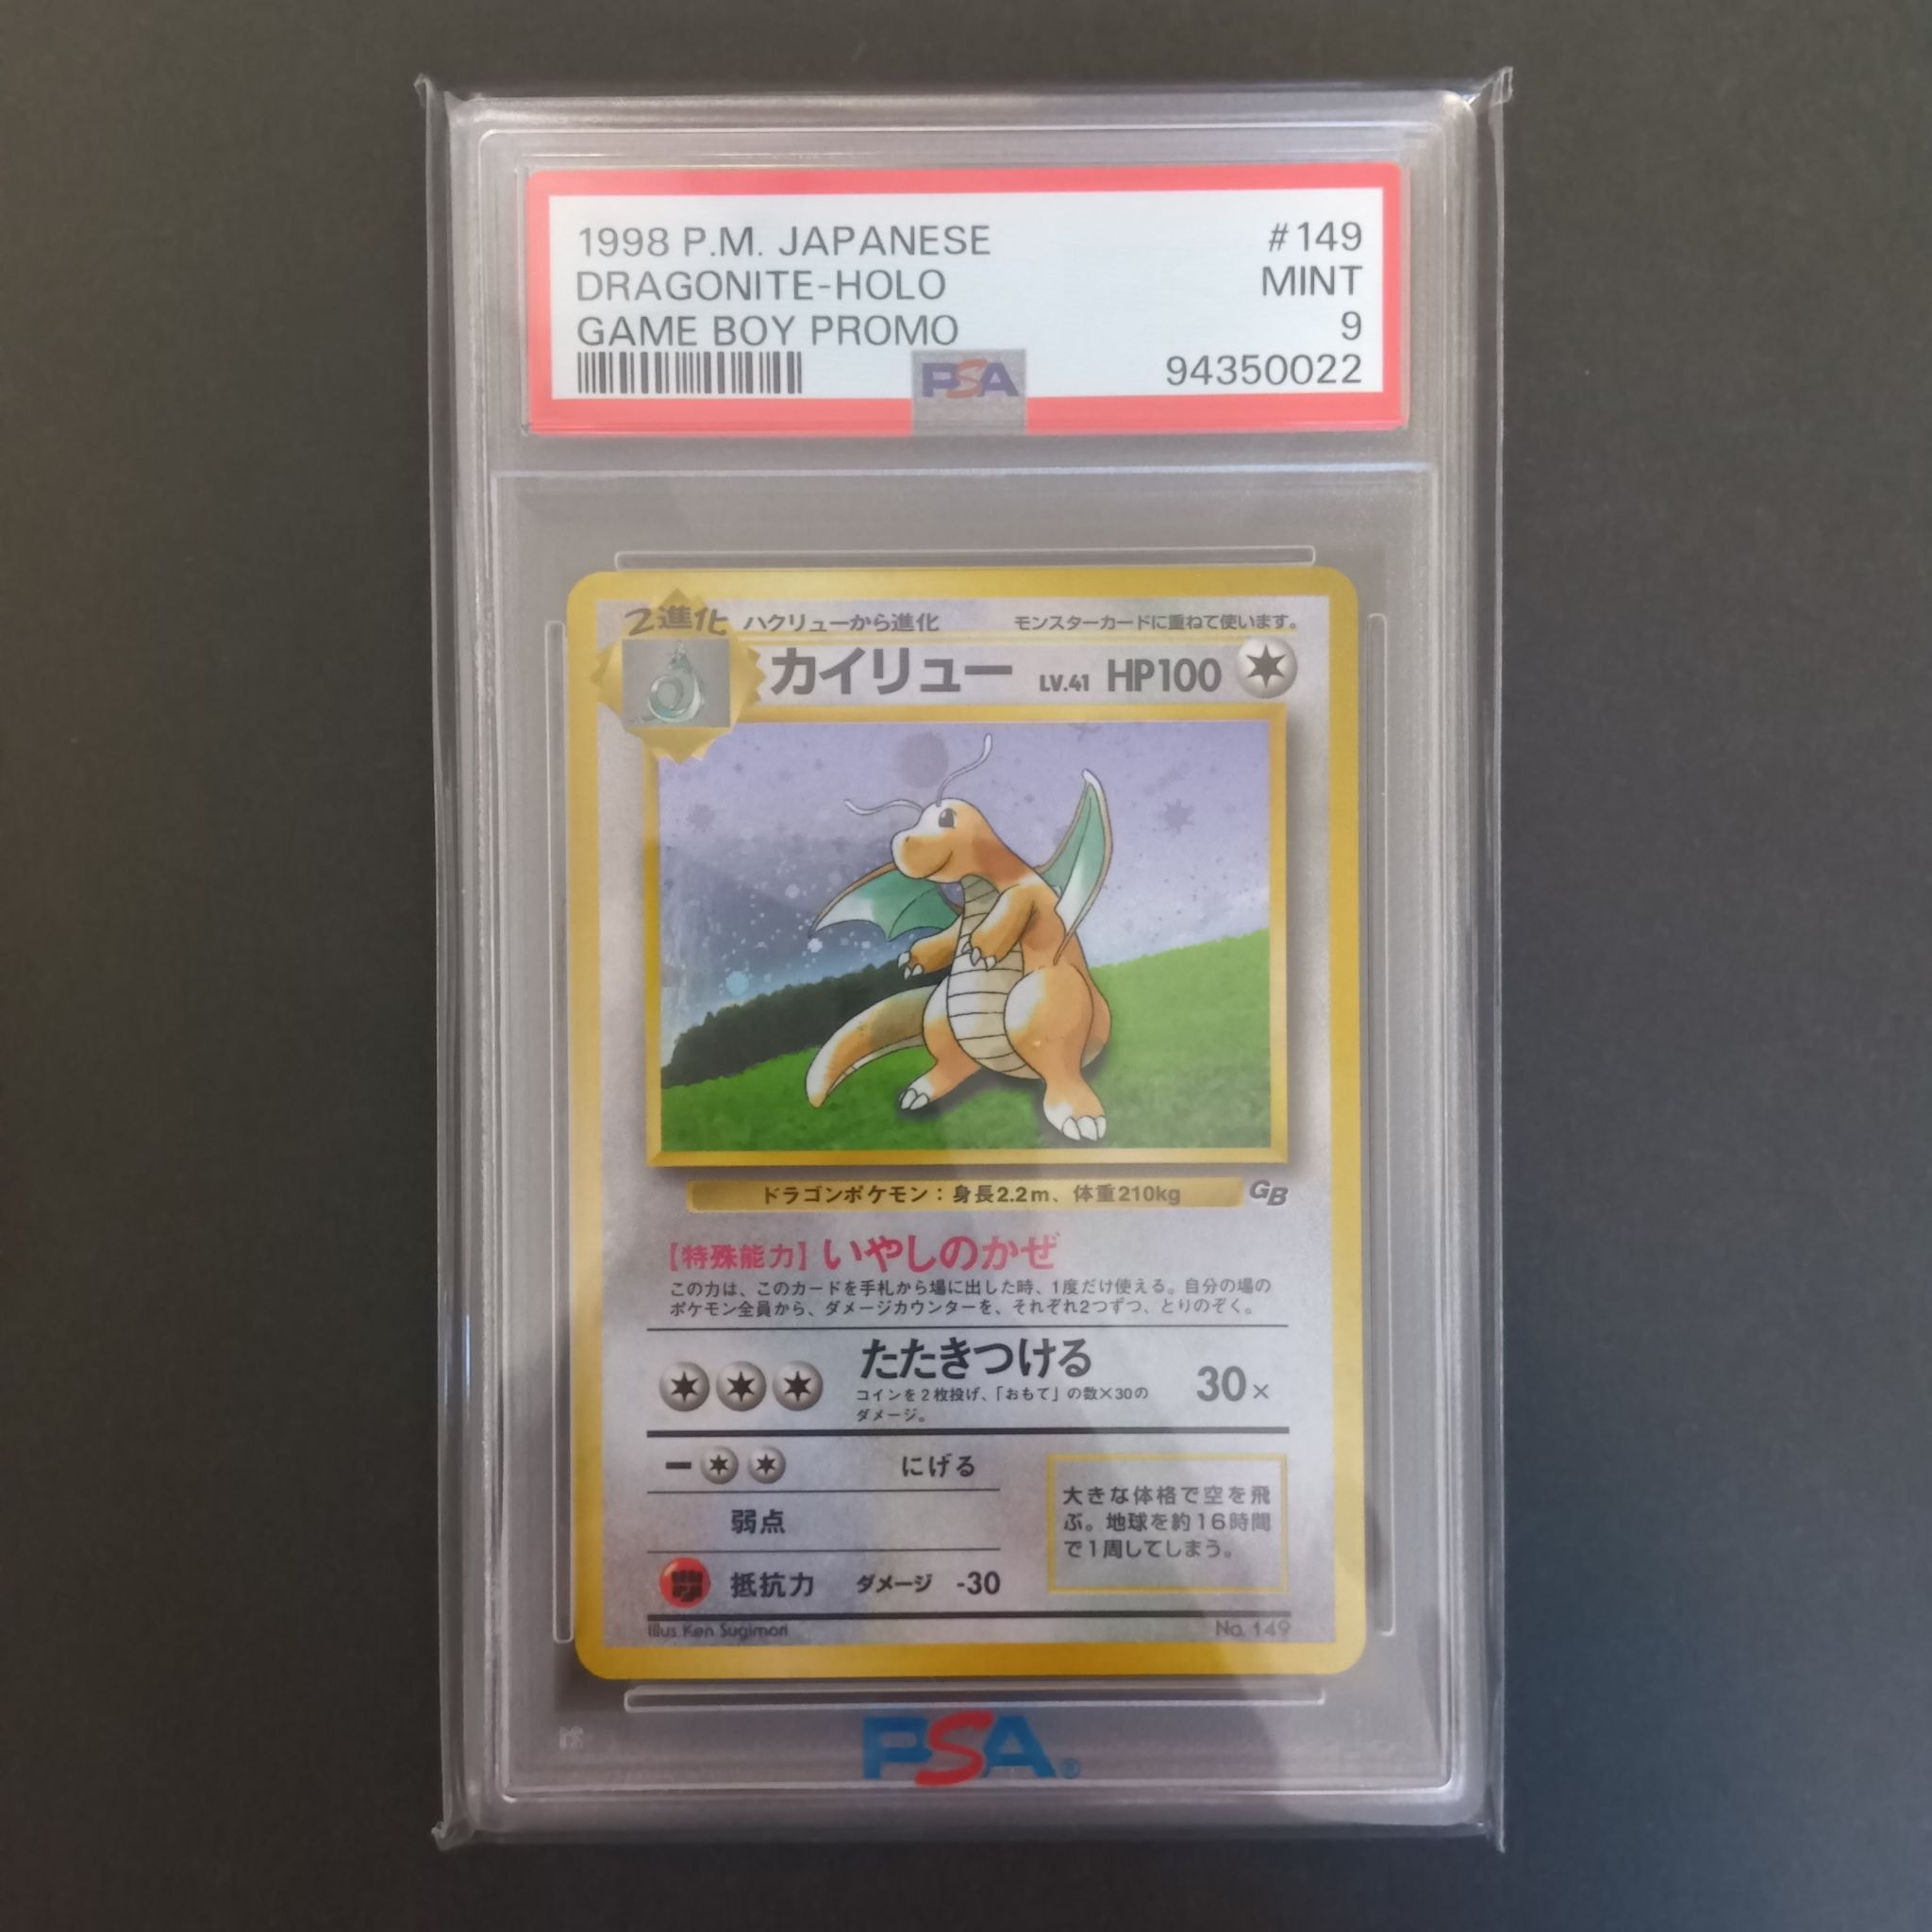 1998 P.M. JAPANESE #149
DRAGONITE-HOLO MINT
GAME BOY PROMO 9
PSA 94350022
2進化 ハクリューから進化 モンスターカードに重ねて使います。
カイリュー LV.41 HP100
ドラゴンポケモン：身長2.2m、体重210kg GB
【特殊能力】いやしのかぜ
この力は、このカードを手札から場に出した時、1度だけ使える。自分の場の
ポケモン全員から、ダメージカウンターを、それぞれ2つずつ、とりのぞく。
たたきつける 30×
コインを2枚投げ、「おもて」の数×30の
ダメージ。
ー にげる
弱点
抵抗力 ダメージ -30
大きな体格で空を飛
ぶ。地球を約16時間
で1周してしまう。
Illus. Ken Sugimori No. 149
PSA®